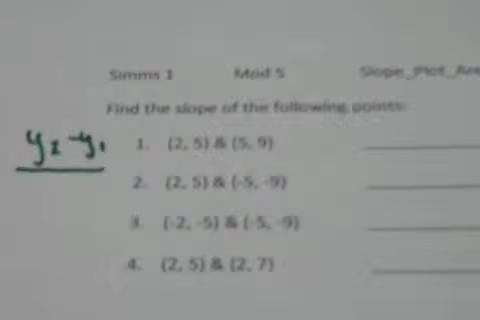 Simms 1 Mod 5
Find the slope of the following points:
y₂ - y₁
1. (2, 5) & (5, 9)
2. (2, 5) & (-5, -9)
3. (-2, -5) & (-5, -9)
4. (2, 5) & (2, 7)